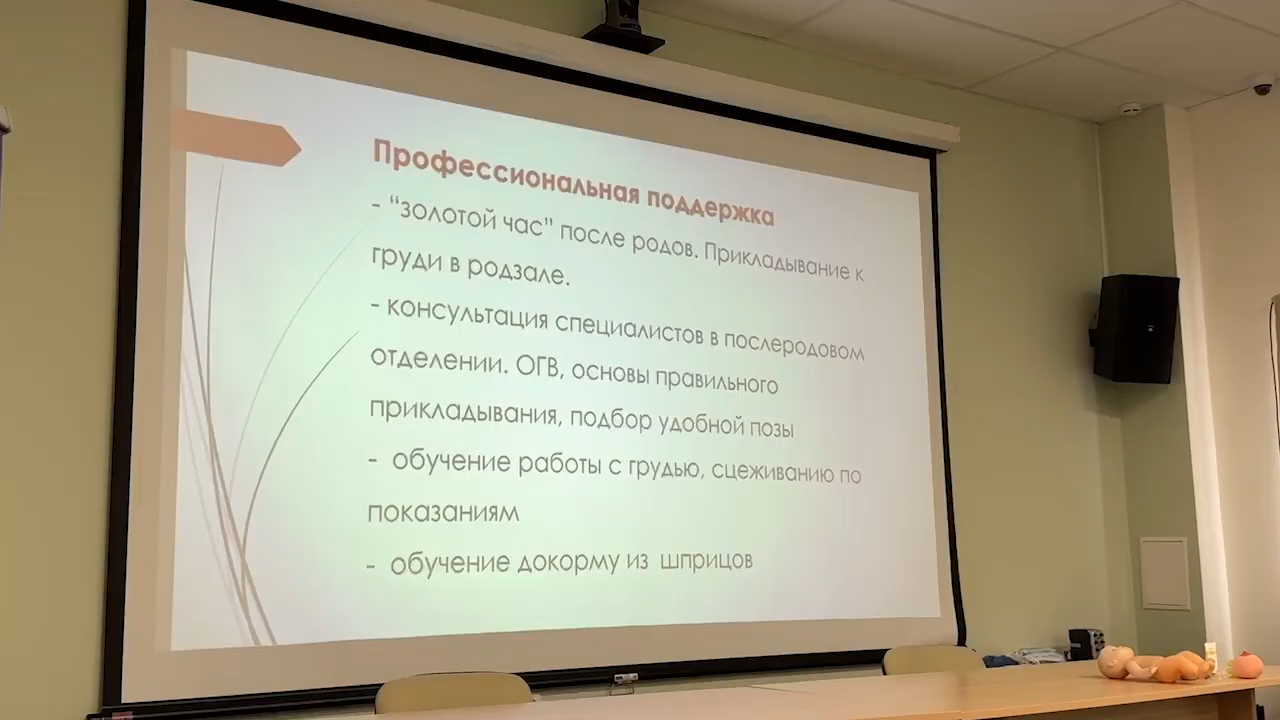 Профессиональная поддержка
- “золотой час” после родов. Прикладывание к
груди в родзале.
- консультация специалистов в послеродовом
отделении. ОГВ, основы правильного
прикладывания, подбор удобной позы
- обучение работы с грудью, сцеживанию по
показаниям
- обучение докорму из шприцов